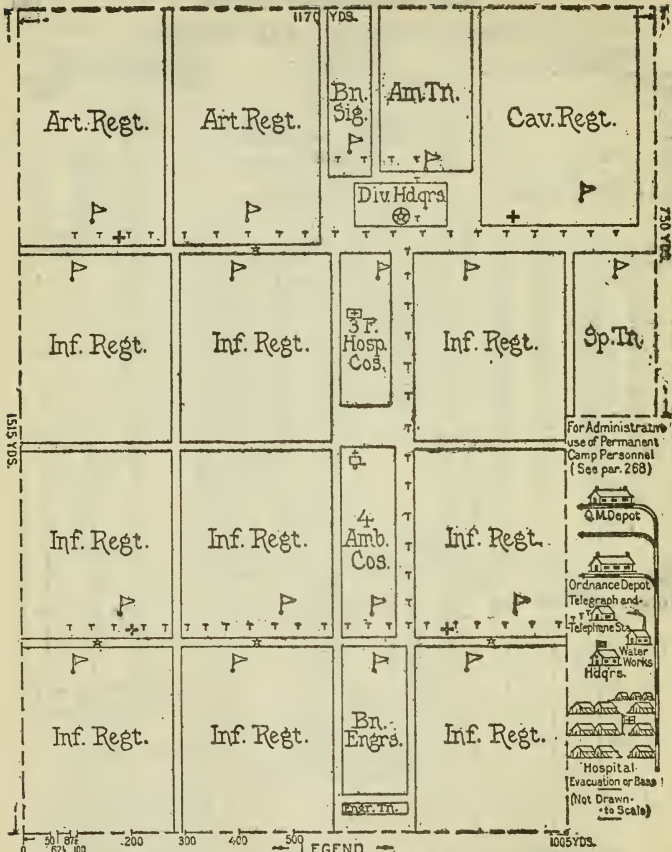 1170 YDS.
Art. Regt.
Art. Regt.
Bn.
Sig.
Am. Tn.
Cav. Regt.
Div. Hdqrs.
730 YDS.
Inf. Regt.
Inf. Regt.
3 F.
Hosp.
Cos.
Inf. Regt.
Sp. Tn.
1515 YDS.
For Administrative
use of Permanent
Camp Personnel
(See par. 268)
Inf. Regt.
Inf. Regt.
4
Amb.
Cos.
Inf. Regt.
Q.M. Depot
Ordnance Depot
Telegraph and
Telephone Sta.
Water
Works
Hdqrs.
Inf. Regt.
Inf. Regt.
Bn.
Engrs.
Inf. Regt.
Engr. Tn.
Hospital
Evacuation or Base
(Not Drawn
to Scale)
0 50 62½ 87½ 100 200 300 400 500
1005 YDS.
LEGEND